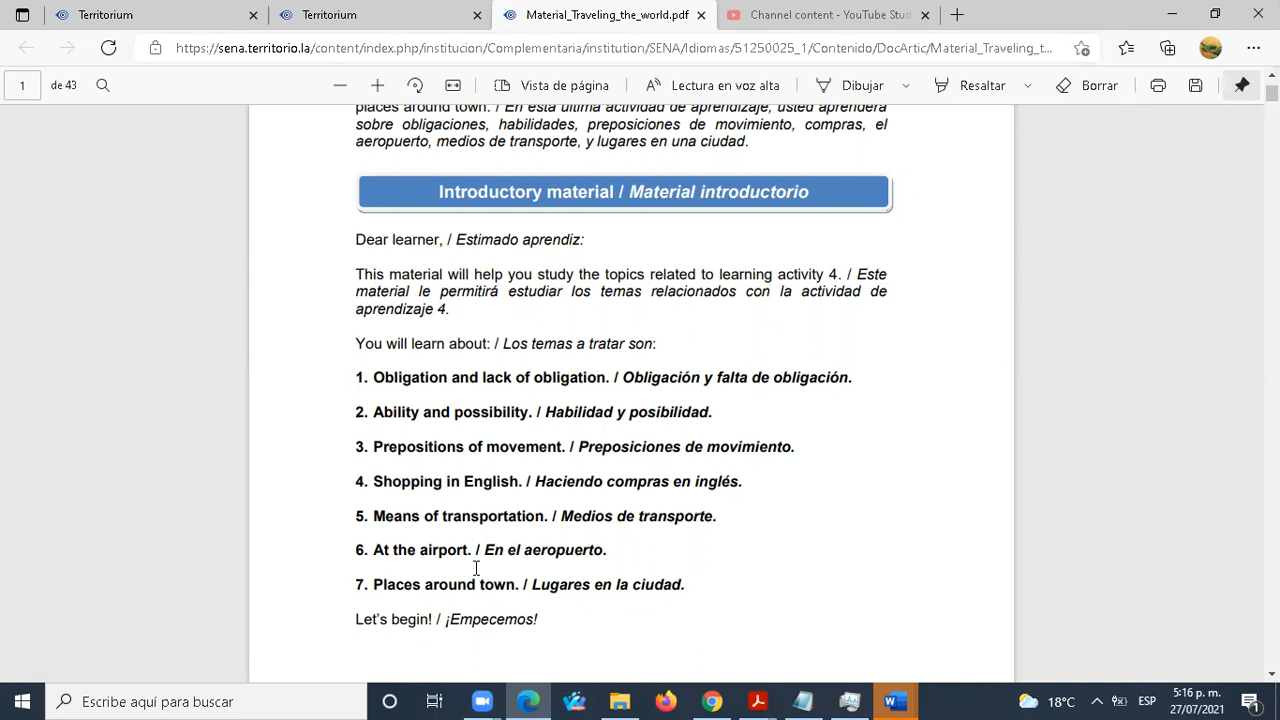 Territorium
Territorium
Material_Traveling_the_world.pdf
Channel content - YouTube Stud
https://sena.territorio.la/content/index.php/institucion/Complementaria/institution/SENA/Idiomas/51250025_1/Contenido/DocArtic/Material_Traveling_t...
1 de 43 Vista de página Lectura en voz alta Dibujar Resaltar Borrar
places around town. / En esta última actividad de aprendizaje, usted aprenderá
sobre obligaciones, habilidades, preposiciones de movimiento, compras, el
aeropuerto, medios de transporte, y lugares en una ciudad.
Introductory material / Material introductorio
Dear learner, / Estimado aprendiz:
This material will help you study the topics related to learning activity 4. / Este
material le permitirá estudiar los temas relacionados con la actividad de
aprendizaje 4.
You will learn about: / Los temas a tratar son:
1. Obligation and lack of obligation. / Obligación y falta de obligación.
2. Ability and possibility. / Habilidad y posibilidad.
3. Prepositions of movement. / Preposiciones de movimiento.
4. Shopping in English. / Haciendo compras en inglés.
5. Means of transportation. / Medios de transporte.
6. At the airport. / En el aeropuerto.
7. Places around town. / Lugares en la ciudad.
Let's begin! / ¡Empecemos!
Escribe aquí para buscar
18°C
ESP
5:16 p. m.
27/07/2021
1